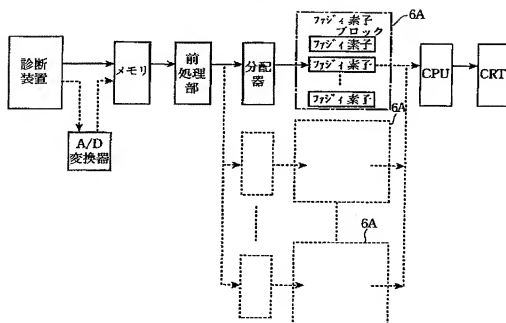 6A
ファジィ素子
ブロック
ファジィ素子
ファジィ素子
ファジィ素子
診断
装置
メモリ
前
処
理
部
分
配
器
CPU
CRT
A/D
変換器
6A
6A